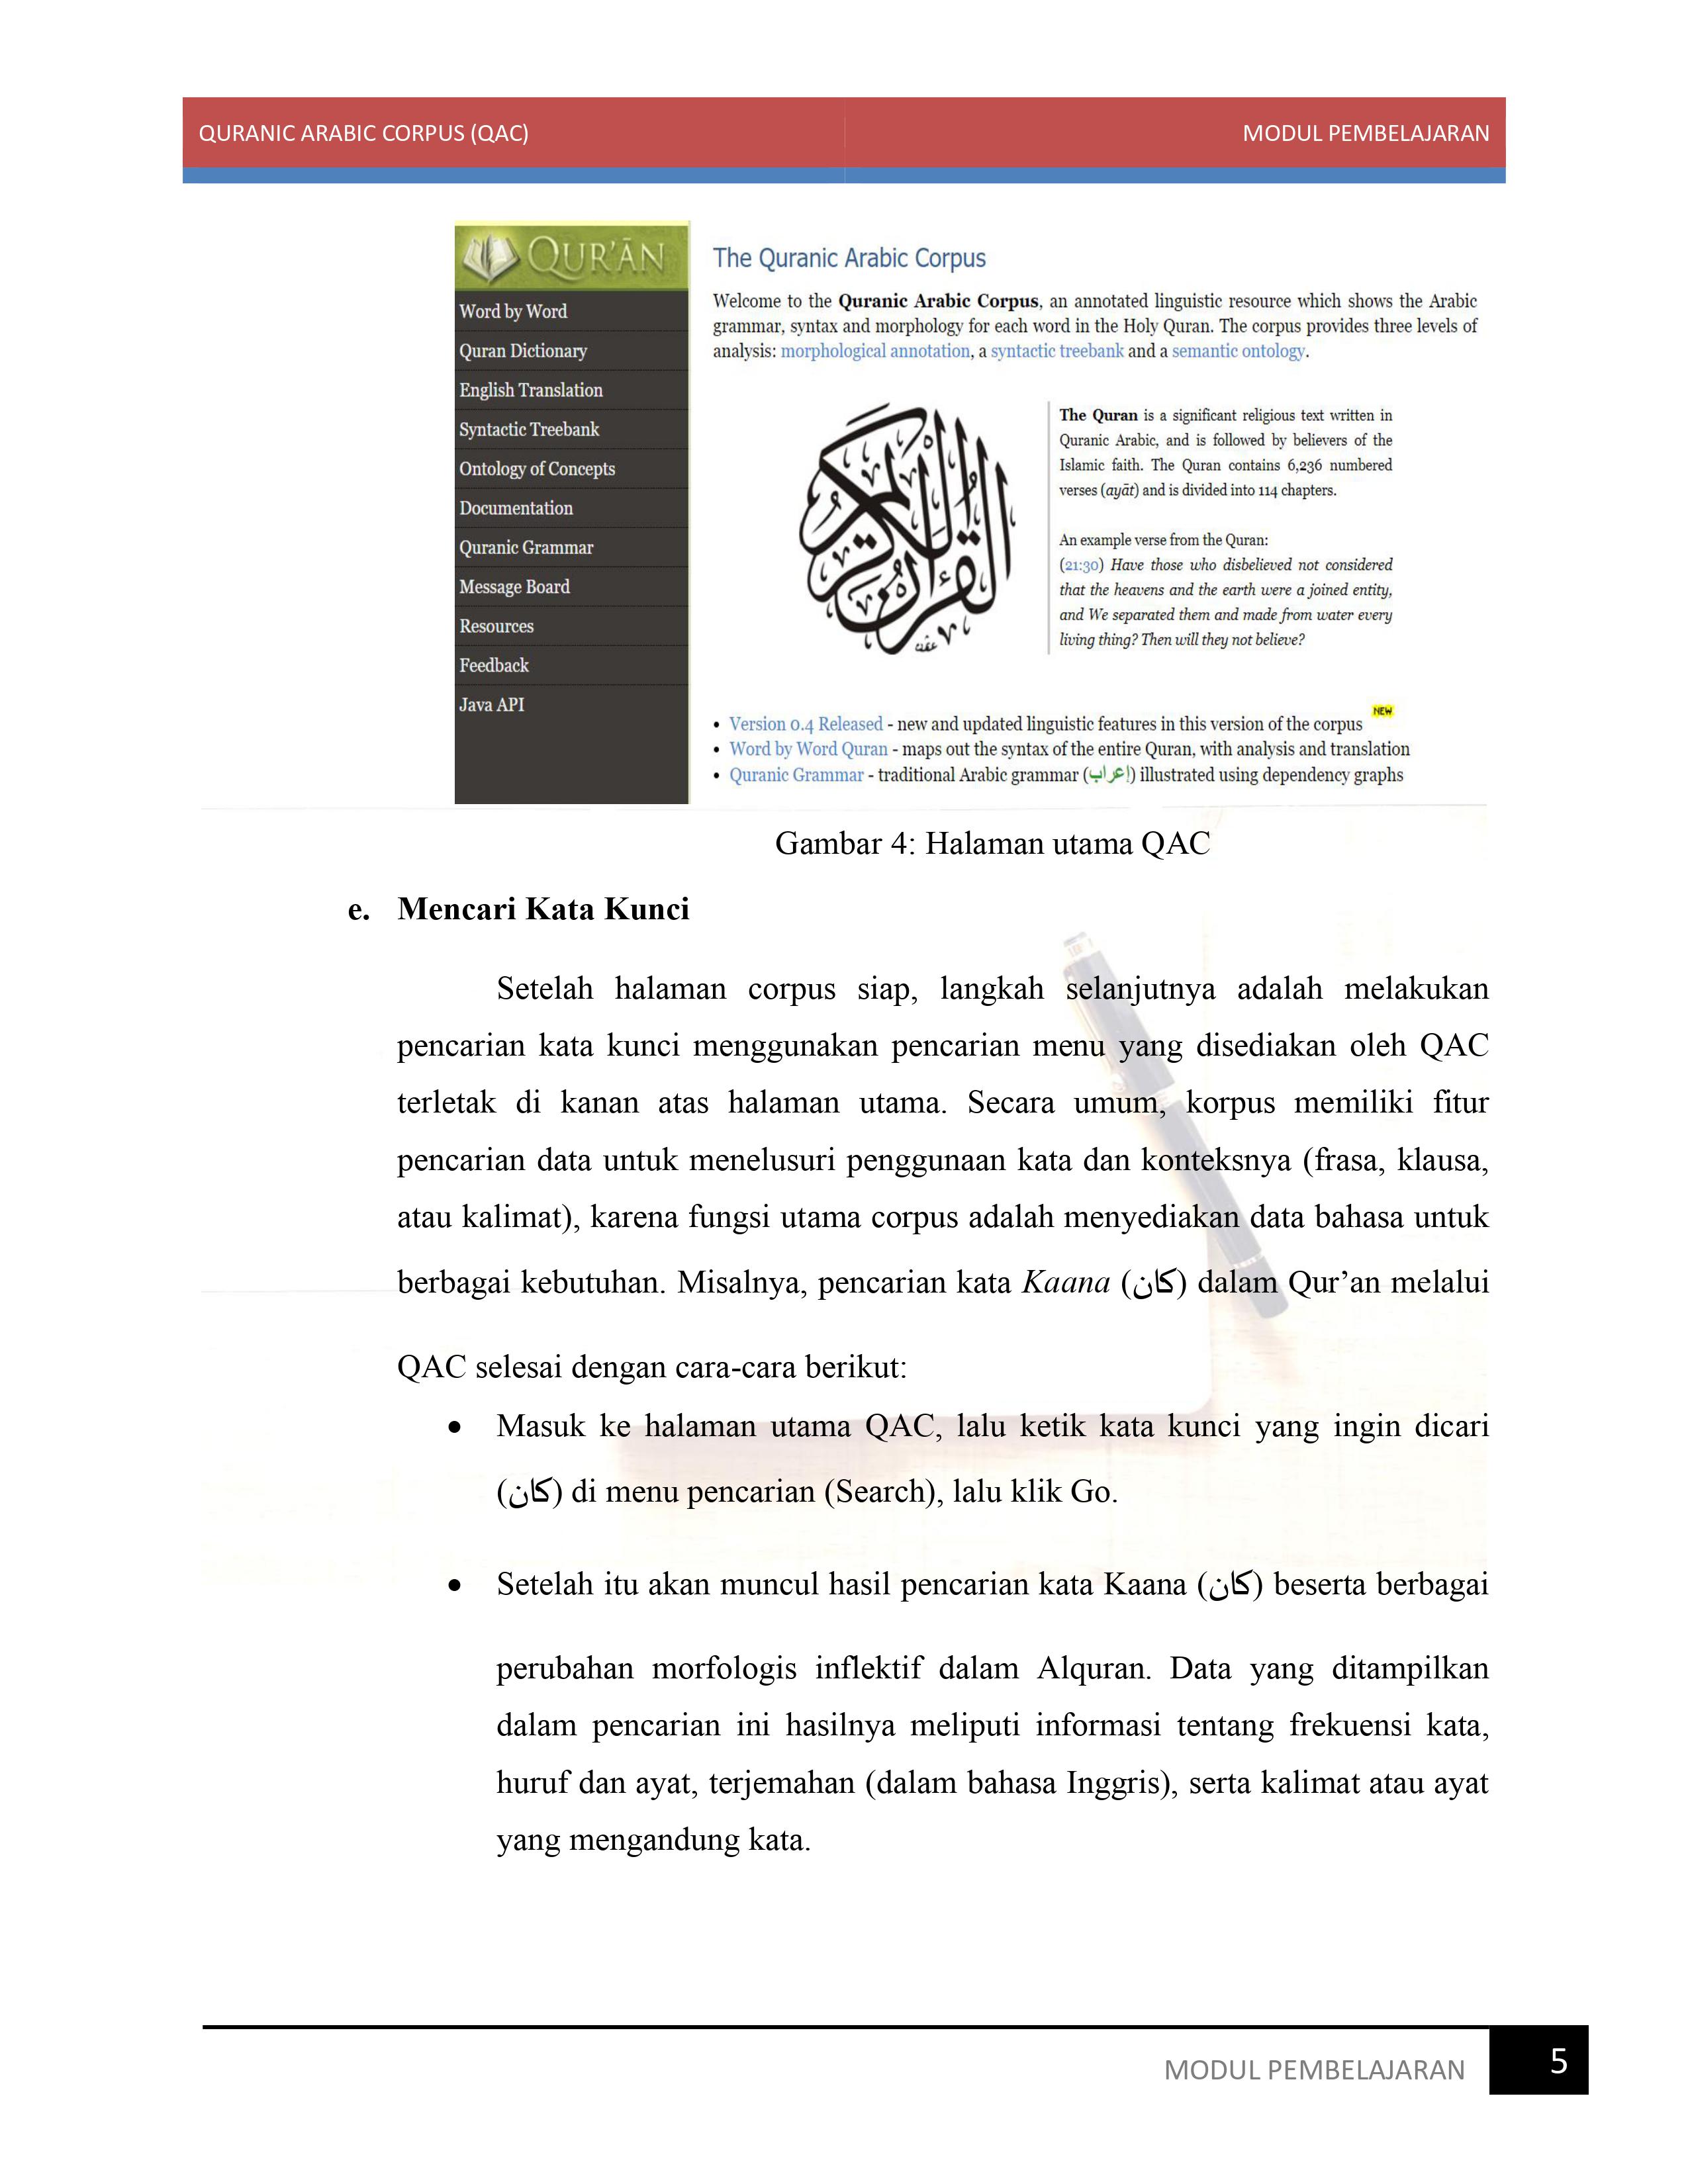 QURANIC ARABIC CORPUS (QAC) MODUL PEMBELAJARAN
QUR'ĀN
Word by Word
Quran Dictionary
English Translation
Syntactic Treebank
Ontology of Concepts
Documentation
Quranic Grammar
Message Board
Resources
Feedback
Java API
The Quranic Arabic Corpus
Welcome to the Quranic Arabic Corpus, an annotated linguistic resource which shows the Arabic
grammar, syntax and morphology for each word in the Holy Quran. The corpus provides three levels of
analysis: morphological annotation, a syntactic treebank and a semantic ontology.
القرآن الكريم
The Quran is a significant religious text written in
Quranic Arabic, and is followed by believers of the
Islamic faith. The Quran contains 6,236 numbered
verses (ayāt) and is divided into 114 chapters.
An example verse from the Quran:
(21:30) Have those who disbelieved not considered
that the heavens and the earth were a joined entity,
and We separated them and made from water every
living thing? Then will they not believe?
• Version 0.4 Released - new and updated linguistic features in this version of the corpus NEW
• Word by Word Quran - maps out the syntax of the entire Quran, with analysis and translation
• Quranic Grammar - traditional Arabic grammar (إعراب) illustrated using dependency graphs
Gambar 4: Halaman utama QAC
e. Mencari Kata Kunci
Setelah halaman corpus siap, langkah selanjutnya adalah melakukan
pencarian kata kunci menggunakan pencarian menu yang disediakan oleh QAC
terletak di kanan atas halaman utama. Secara umum, korpus memiliki fitur
pencarian data untuk menelusuri penggunaan kata dan konteksnya (frasa, klausa,
atau kalimat), karena fungsi utama corpus adalah menyediakan data bahasa untuk
berbagai kebutuhan. Misalnya, pencarian kata Kaana (كان) dalam Qur’an melalui
QAC selesai dengan cara-cara berikut:
• Masuk ke halaman utama QAC, lalu ketik kata kunci yang ingin dicari
(كان) di menu pencarian (Search), lalu klik Go.
• Setelah itu akan muncul hasil pencarian kata Kaana (كان) beserta berbagai
perubahan morfologis inflektif dalam Alquran. Data yang ditampilkan
dalam pencarian ini hasilnya meliputi informasi tentang frekuensi kata,
huruf dan ayat, terjemahan (dalam bahasa Inggris), serta kalimat atau ayat
yang mengandung kata.
MODUL PEMBELAJARAN 5